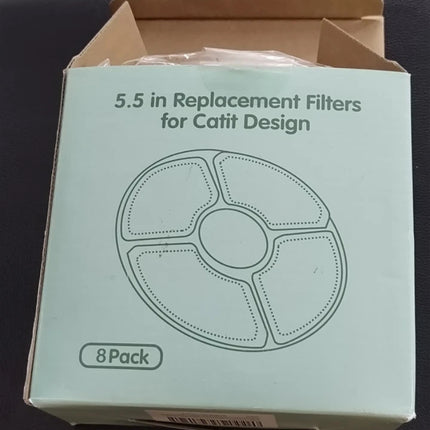 5.5 in Replacement Filters
for Catit Design
8 Pack